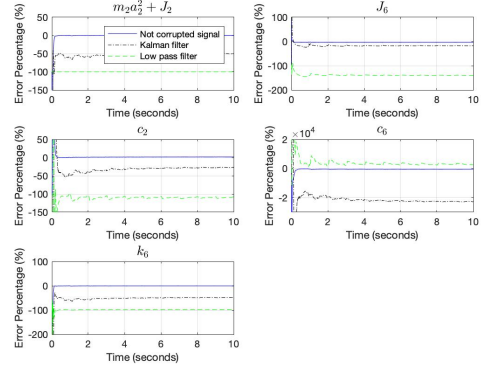 m₂a₂² + J₂
Error Percentage (%)
50
0
-50
-100
-150
Not corrupted signal
Kalman filter
Low pass filter
0 2 4 6 8 10
Time (seconds)
J₆
Error Percentage (%)
100
0
-100
-200
0 2 4 6 8 10
Time (seconds)
c₂
Error Percentage (%)
50
0
-50
-100
-150
0 2 4 6 8 10
Time (seconds)
c₆
Error Percentage (%)
×10⁴
2
0
-2
0 2 4 6 8 10
Time (seconds)
k₆
Error Percentage (%)
100
0
-100
-200
0 2 4 6 8 10
Time (seconds)